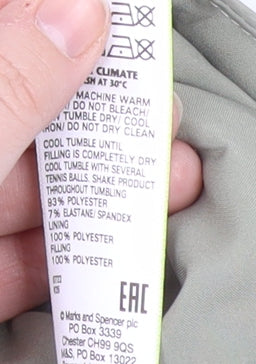 CLIMATE
SH AT 30°C
MACHINE WARM
DO NOT BLEACH/
TUMBLE DRY/ COOL
IRON/ DO NOT DRY CLEAN
COOL TUMBLE UNTIL
FILLING IS COMPLETELY DRY
COOL TUMBLE WITH SEVERAL
TENNIS BALLS. SHAKE PRODUCT
THROUGHOUT TUMBLING
93% POLYESTER
7% ELASTANE/SPANDEX
LINING
100% POLYESTER
FILLING
100% POLYESTER
EAC
© Marks and Spencer plc
PO Box 3339
Chester CH99 9QS
M&S, PO Box 13022